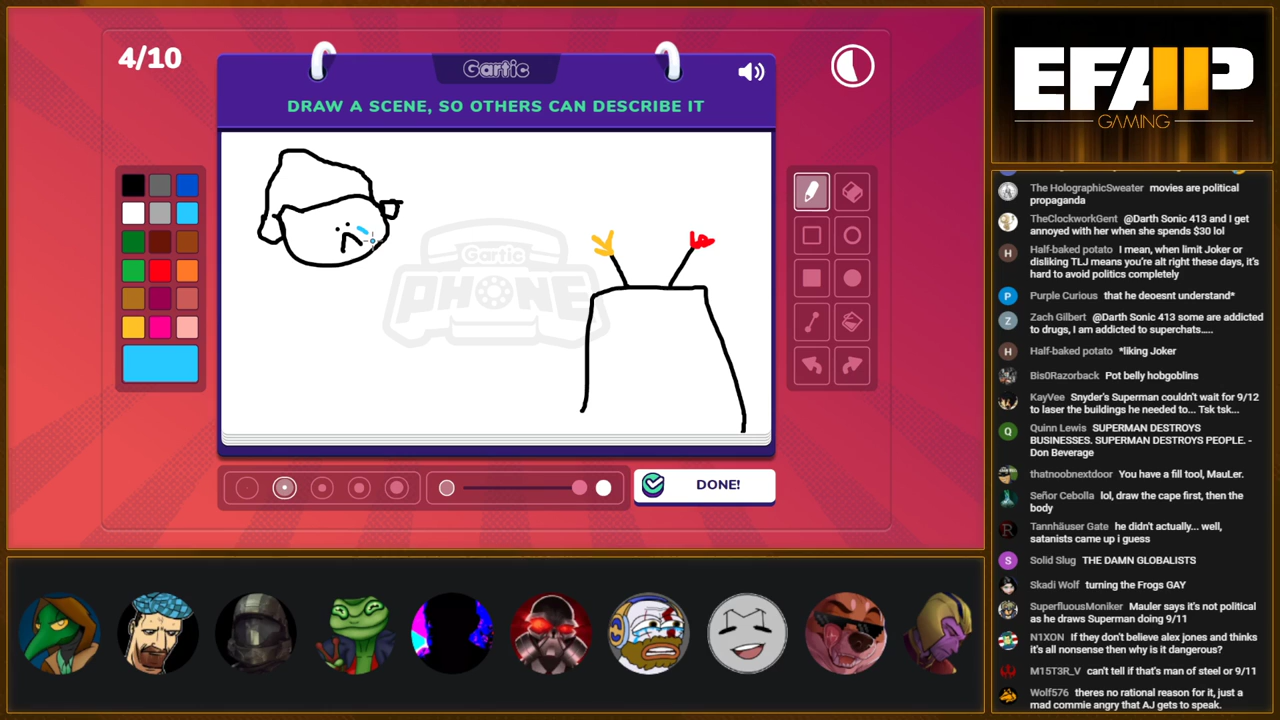 4/10
Gartic
DRAW A SCENE, SO OTHERS CAN DESCRIBE IT
Gartic
PHONE
DONE!
EFAP
GAMING
The HolographicSweater movies are political
propaganda
TheClockworkGent @Darth Sonic 413 and I get
annoyed with her when she spends $30 lol
H Half-baked potato I mean, when limit Joker or
disliking TLJ means you're alt right these days, it's
hard to avoid politics completely
P Purple Curious that he deoesnt understand*
Z Zach Gilbert @Darth Sonic 413 some are addicted
to drugs, I am addicted to superchats.....
H Half-baked potato *liking Joker
Bis0Razorback Pot belly hobgoblins
KayVee Snyder's Superman couldn't wait for 9/12
to laser the buildings he needed to... Tsk tsk...
Q Quinn Lewis SUPERMAN DESTROYS
BUSINESSES. SUPERMAN DESTROYS PEOPLE. -
Don Beverage
thatnoobnextdoor You have a fill tool, MauLer.
Señor Cebolla lol, draw the cape first, then the
body
Tannhäuser Gate he didn't actually... well,
satanists came up i guess
S Solid Slug THE DAMN GLOBALISTS
Skadi Wolf turning the Frogs GAY
SuperfluousMoniker Mauler says it's not political
as he draws Superman doing 9/11
N1XON If they don't believe alex jones and thinks
it's all nonsense then why is it dangerous?
M15T3R_V can't tell if that's man of steel or 9/11
Wolf576 theres no rational reason for it, just a
mad commie angry that AJ gets to speak.